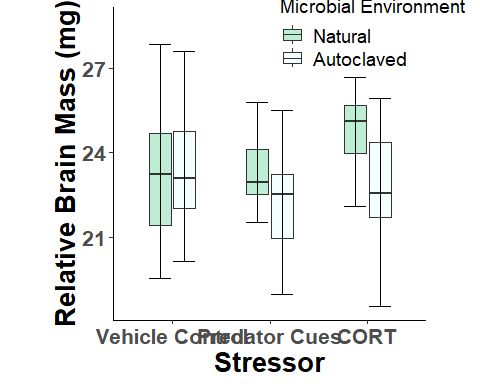 Microbial Environment
Natural
Autoclaved
Relative Brain Mass (mg)
27
24
21
Vehicle Control
Predator Cues
CORT
Stressor